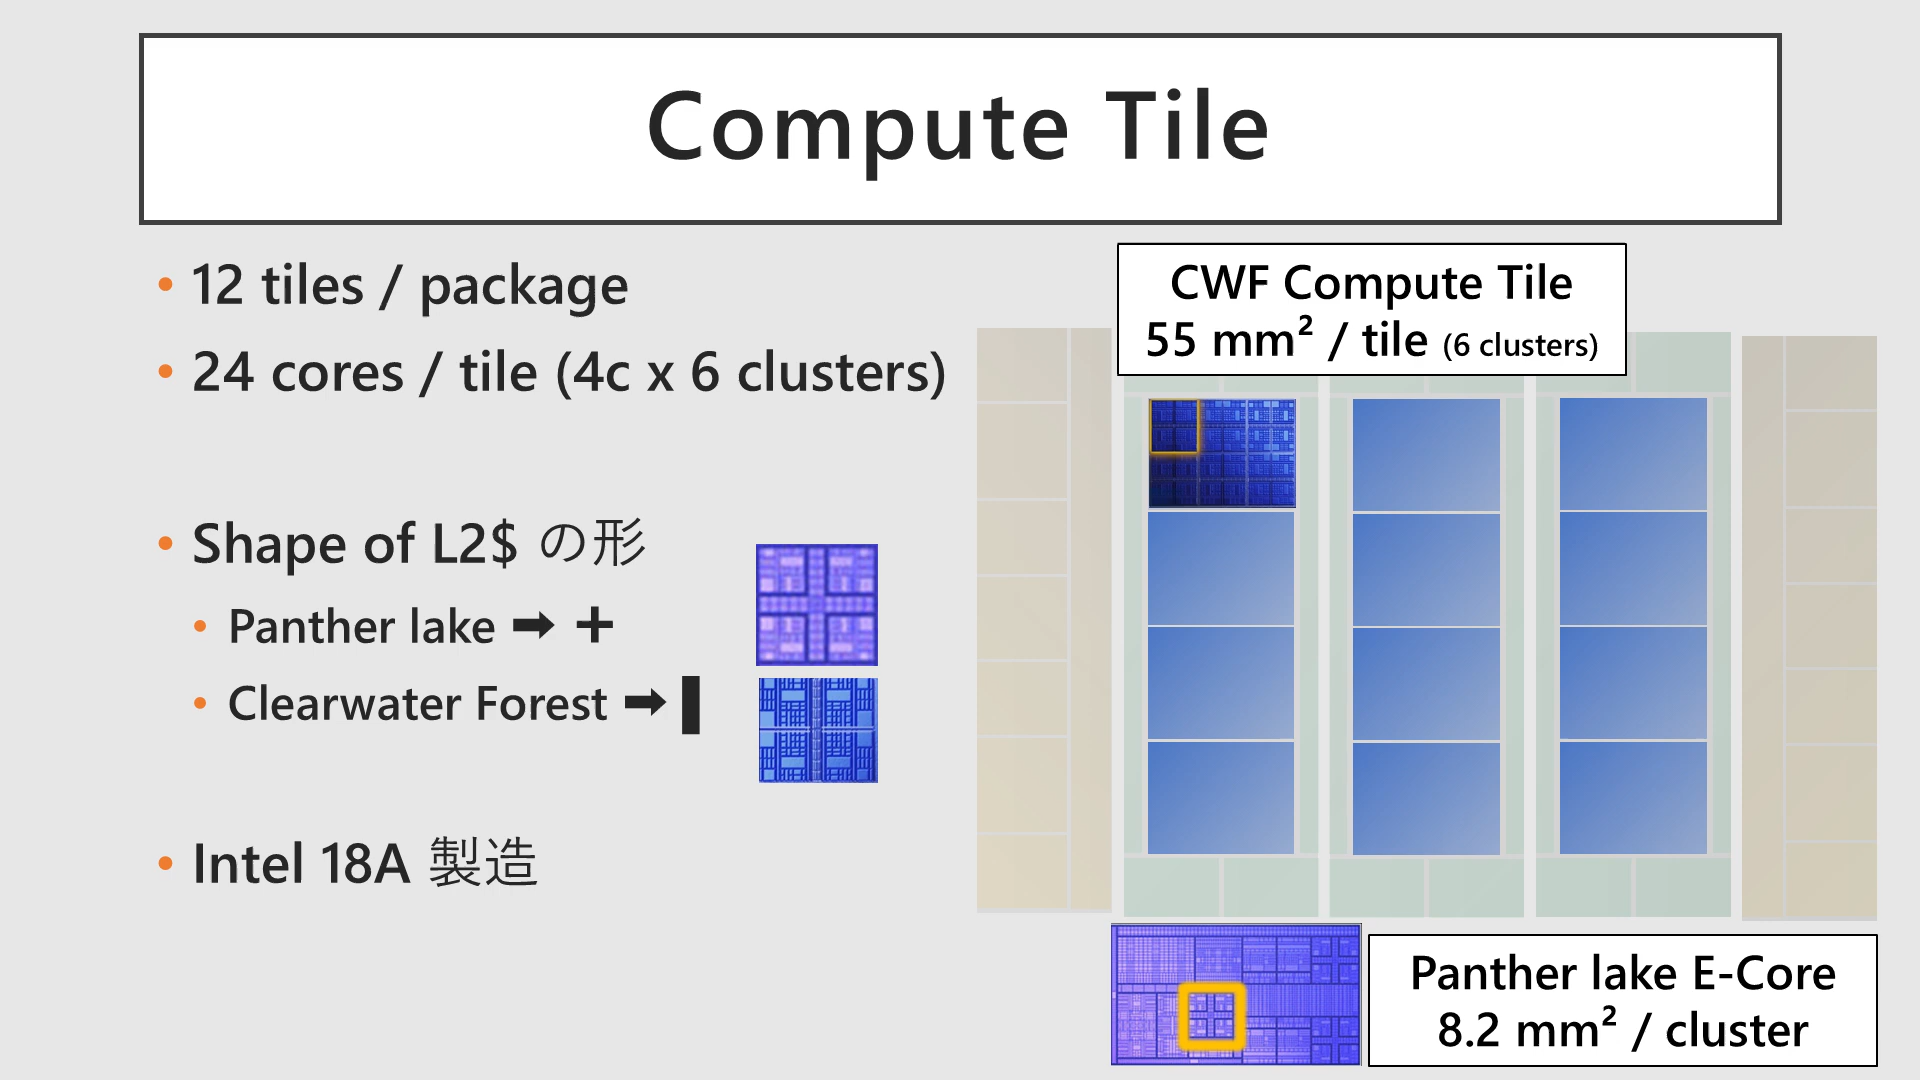 Compute Tile
• 12 tiles / package
• 24 cores / tile (4c x 6 clusters)
• Shape of L2$ の形
• Panther lake ➡ +
• Clearwater Forest ➡ ▌
• Intel 18A 製造
CWF Compute Tile
55 mm² / tile (6 clusters)
Panther lake E-Core
8.2 mm² / cluster